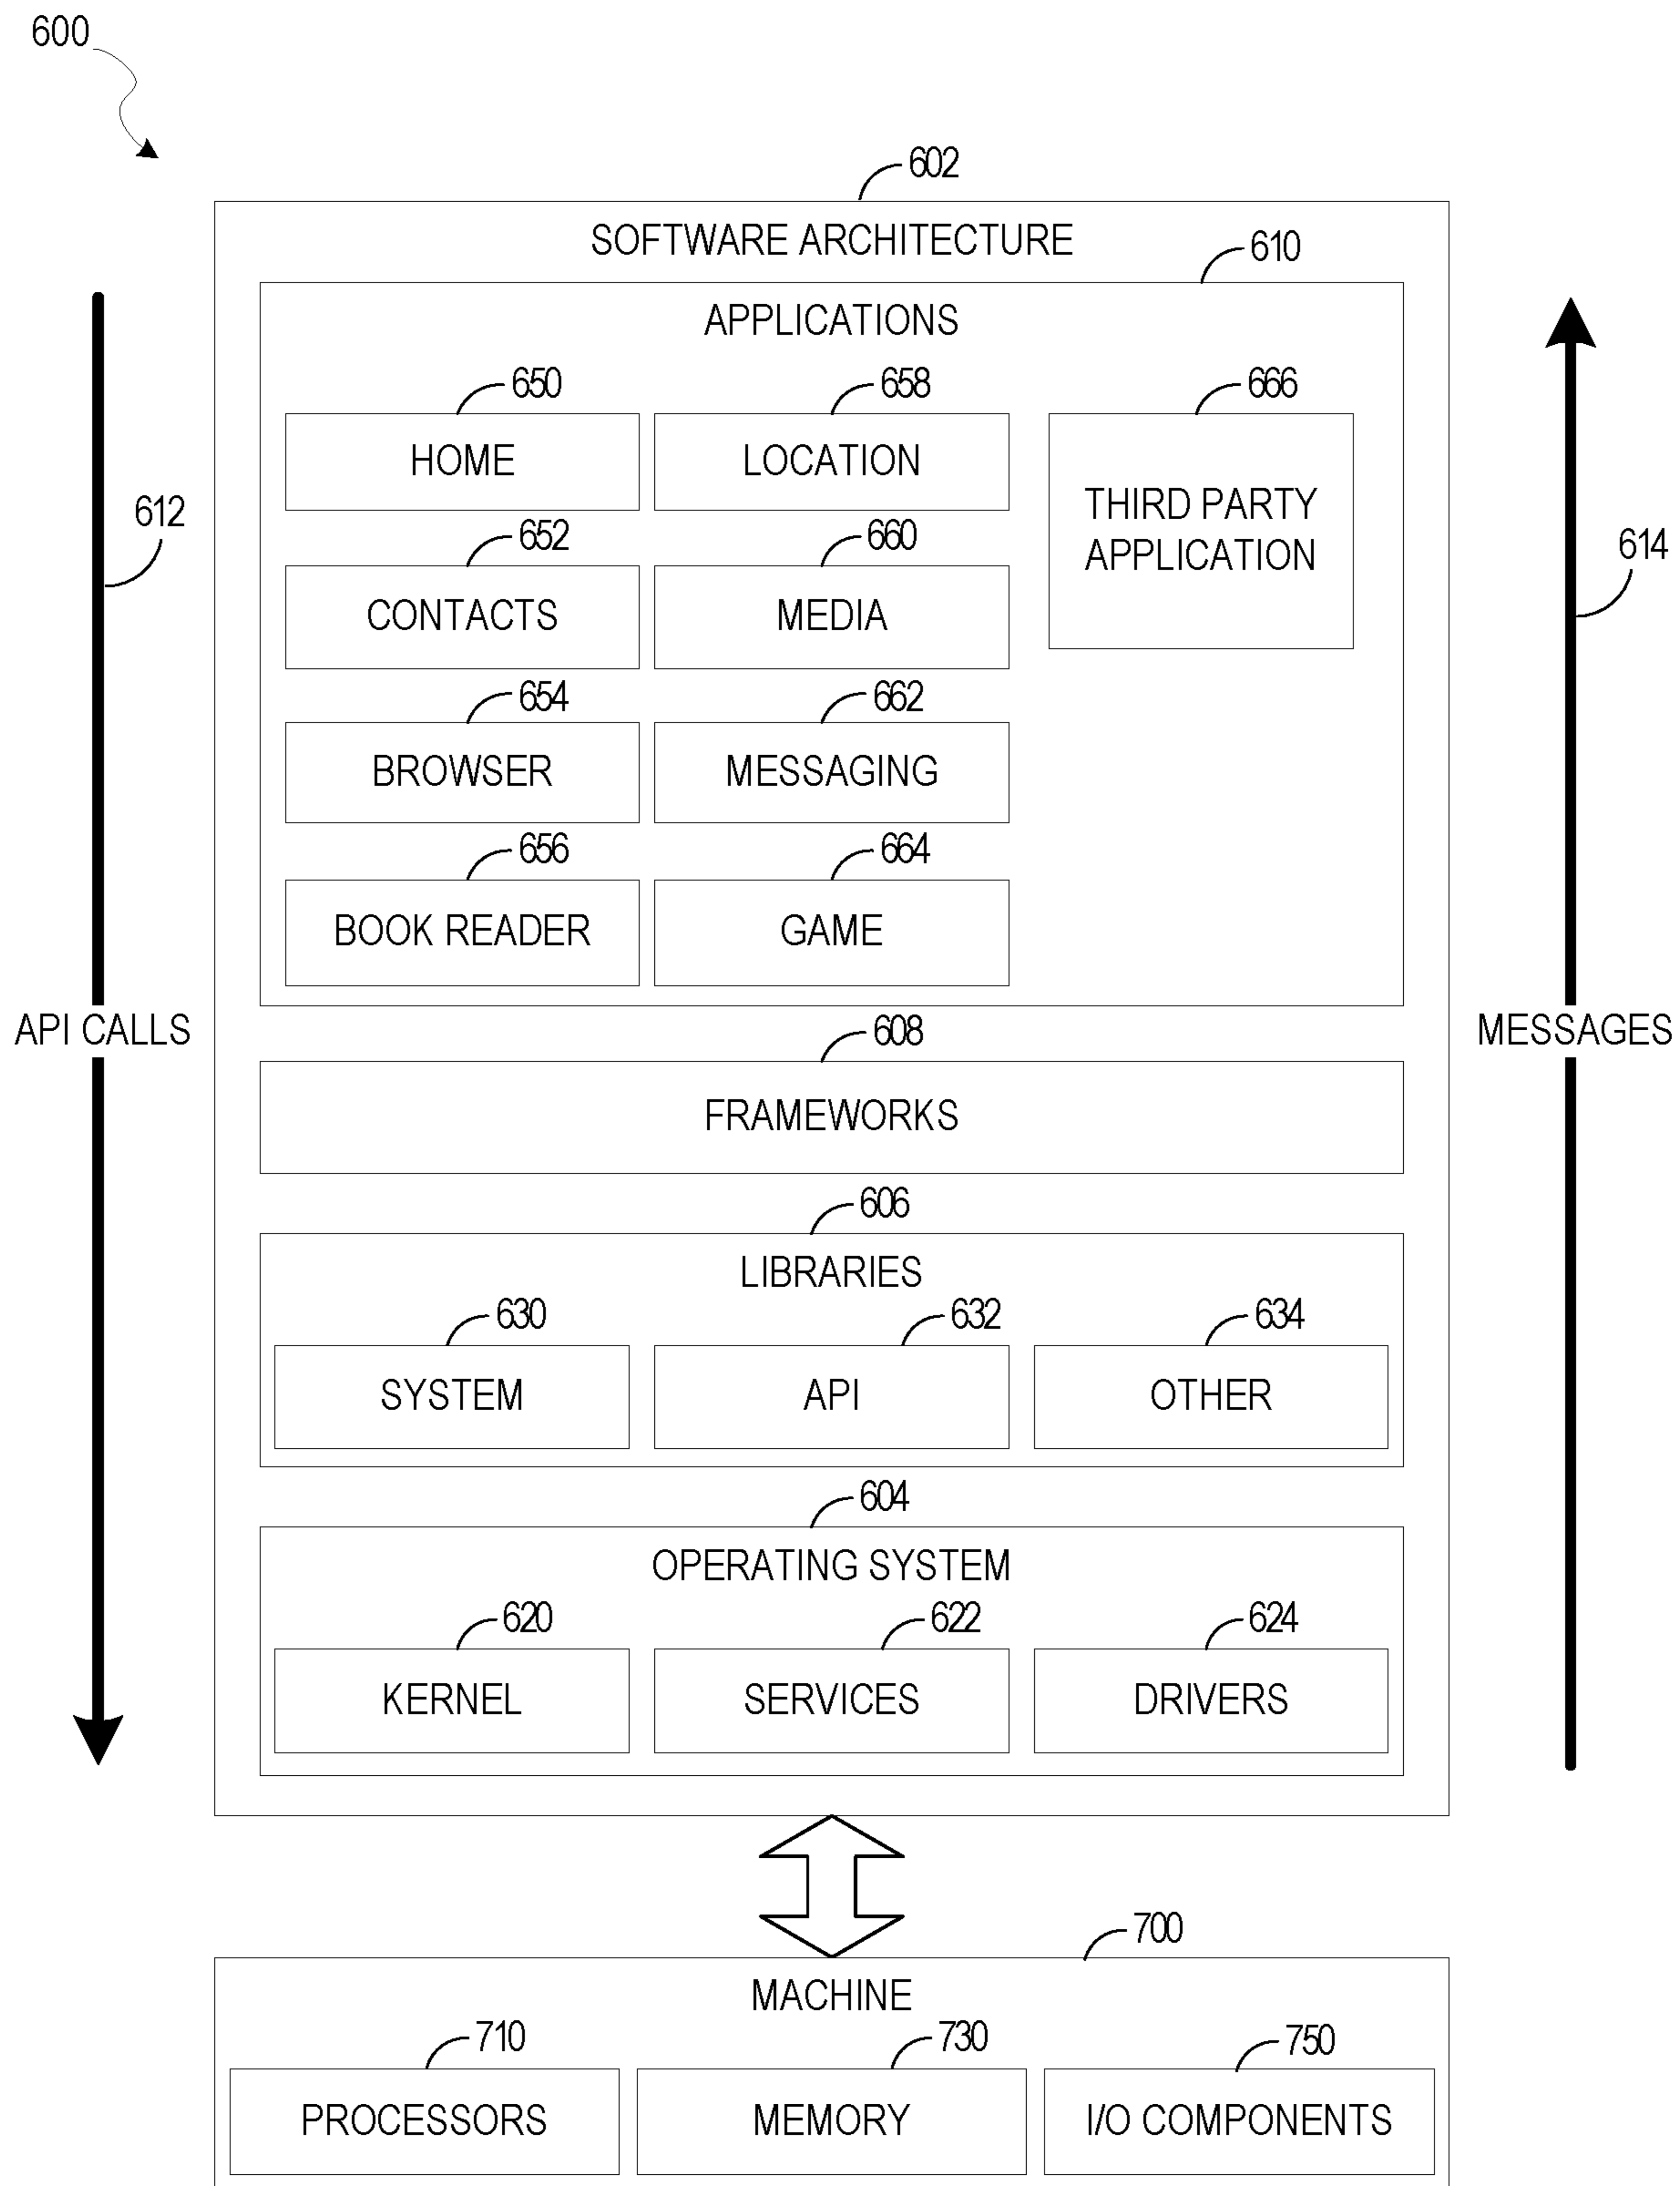 600
602
SOFTWARE ARCHITECTURE
610
APPLICATIONS
650
658
666
HOME
LOCATION
THIRD PARTY
APPLICATION
612
614
652
660
CONTACTS
MEDIA
654
662
BROWSER
MESSAGING
656
664
BOOK READER
GAME
API CALLS
MESSAGES
608
FRAMEWORKS
606
LIBRARIES
630
632
634
SYSTEM
API
OTHER
604
OPERATING SYSTEM
620
622
624
KERNEL
SERVICES
DRIVERS
700
MACHINE
710
730
750
PROCESSORS
MEMORY
I/O COMPONENTS